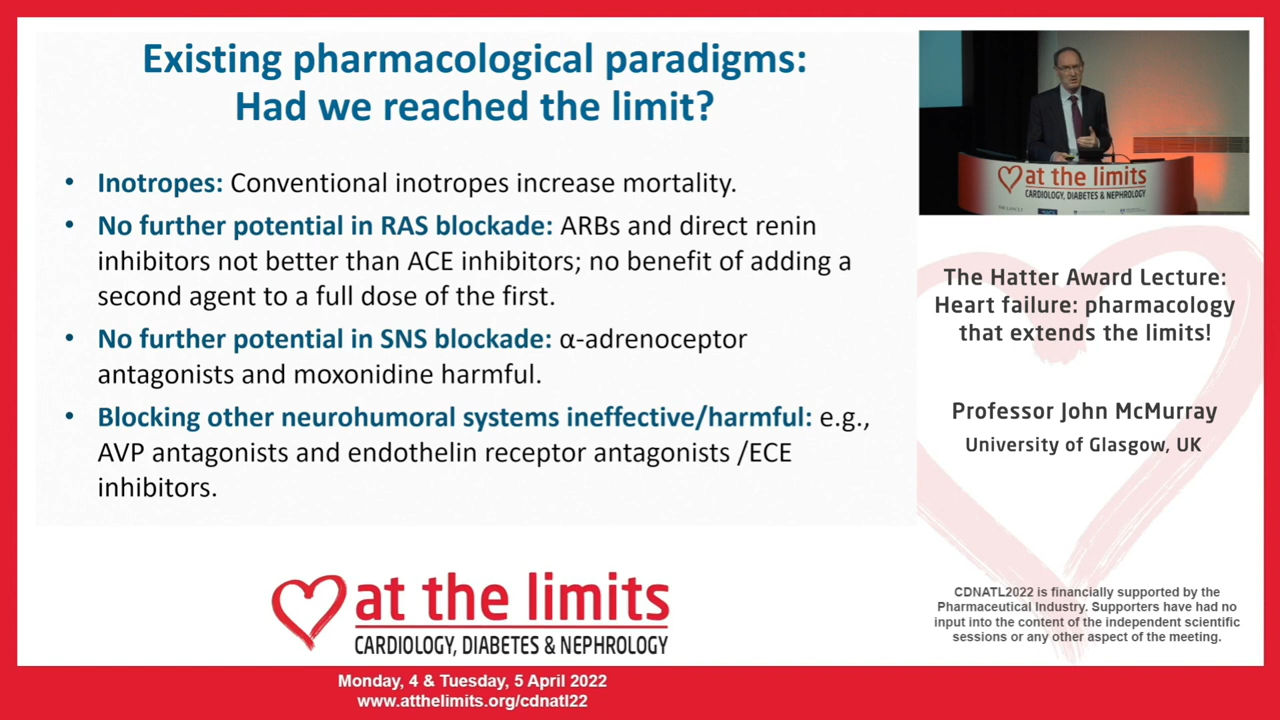 Existing pharmacological paradigms:
Had we reached the limit?
• Inotropes: Conventional inotropes increase mortality.
• No further potential in RAS blockade: ARBs and direct renin
inhibitors not better than ACE inhibitors; no benefit of adding a
second agent to a full dose of the first.
• No further potential in SNS blockade: α-adrenoceptor
antagonists and moxonidine harmful.
• Blocking other neurohumoral systems ineffective/harmful: e.g.,
AVP antagonists and endothelin receptor antagonists /ECE
inhibitors.
at the limits
CARDIOLOGY, DIABETES & NEPHROLOGY
Monday, 4 & Tuesday, 5 April 2022
www.atthelimits.org/cdnatl22
at the limits
CARDIOLOGY, DIABETES & NEPHROLOGY
The Hatter Award Lecture:
Heart failure: pharmacology
that extends the limits!
Professor John McMurray
University of Glasgow, UK
CDNATL2022 is financially supported by the
Pharmaceutical Industry. Supporters have had no
input into the content of the independent scientific
sessions or any other aspect of the meeting.